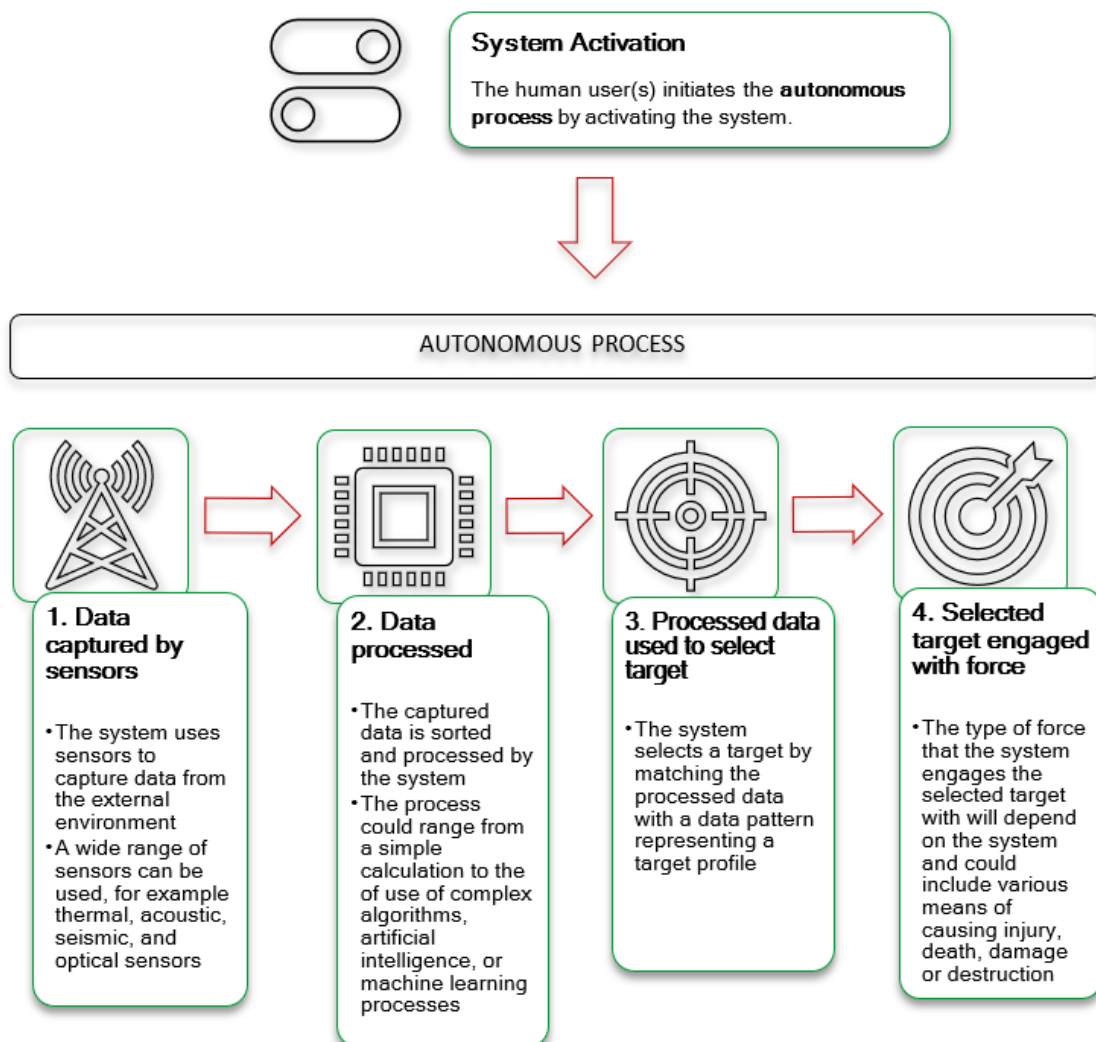 System Activation
The human user(s) initiates the autonomous
process by activating the system.
AUTONOMOUS PROCESS
1. Data
captured by
sensors
•The system uses
sensors to
capture data from
the external
environment
•A wide range of
sensors can be
used, for example
thermal, acoustic,
seismic, and
optical sensors
2. Data
processed
•The captured
data is sorted
and processed by
the system
•The process
could range from
a simple
calculation to the
of use of complex
algorithms,
artificial
intelligence, or
machine learning
processes
3. Processed data
used to select
target
•The system
selects a target by
matching the
processed data
with a data pattern
representing a
target profile
4. Selected
target engaged
with force
•The type of force
that the system
engages the
selected target
with will depend
on the system
and could
include various
means of
causing injury,
death, damage
or destruction